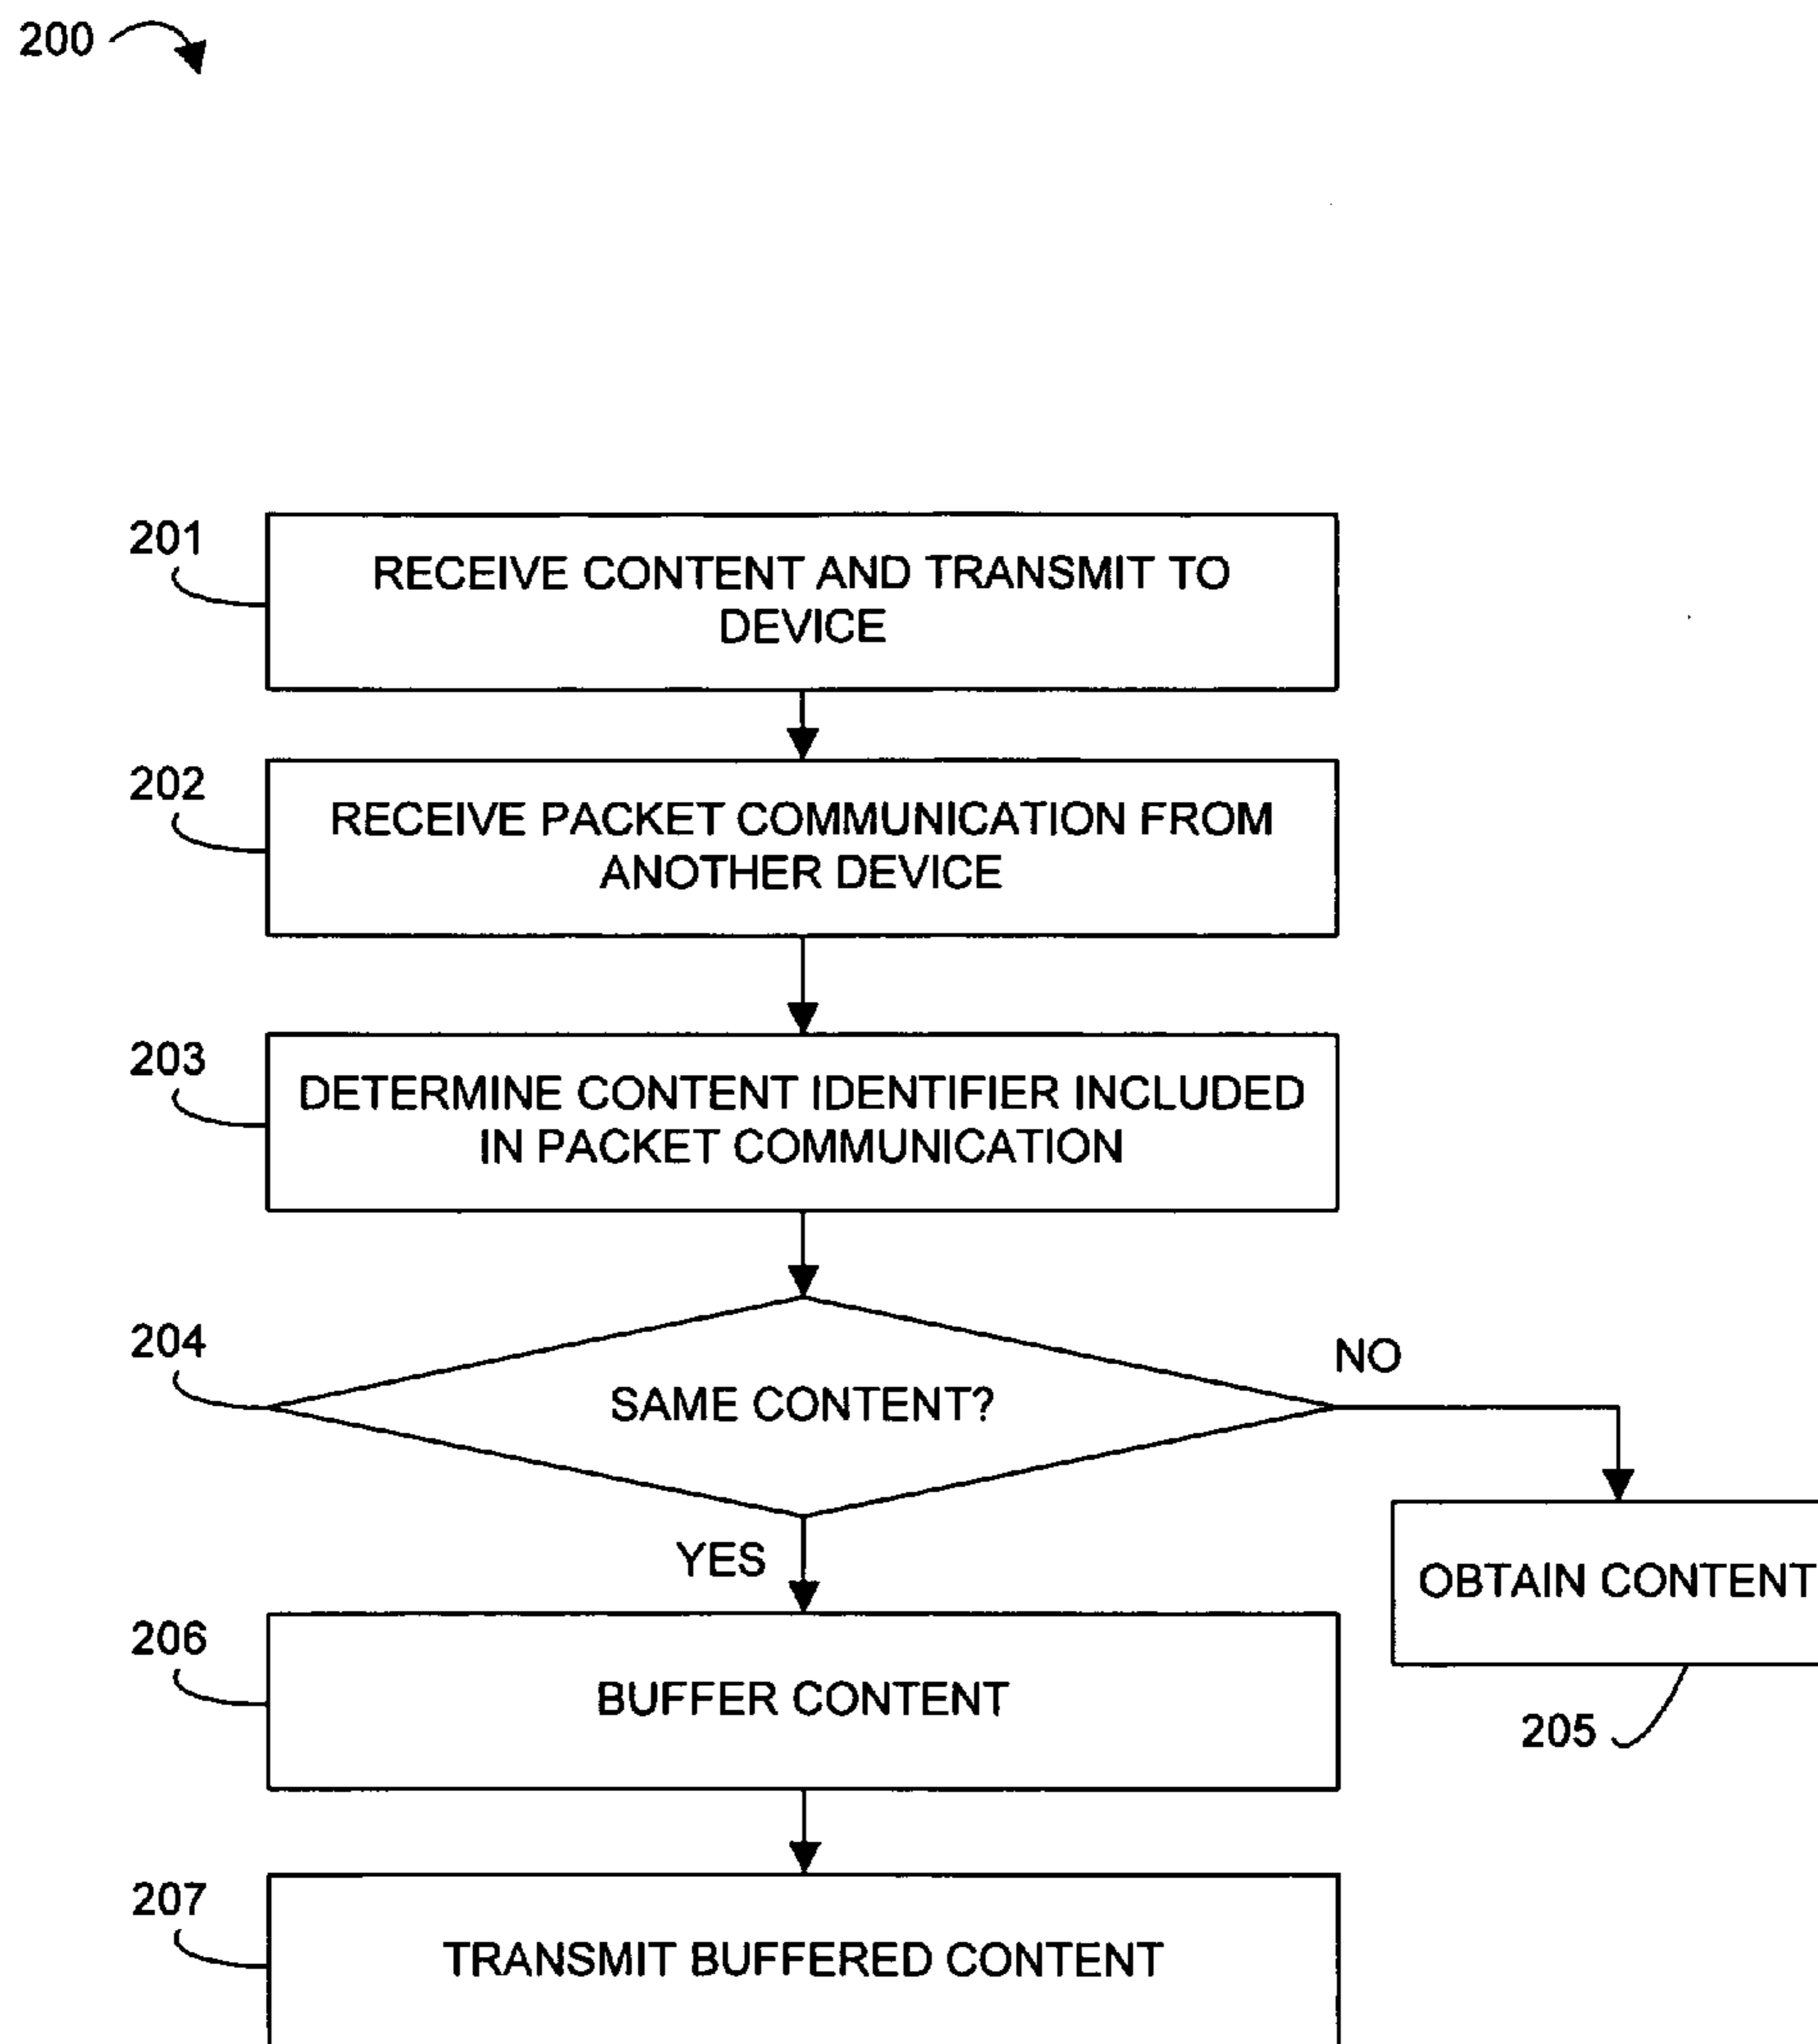 200
201
RECEIVE CONTENT AND TRANSMIT TO
DEVICE
202
RECEIVE PACKET COMMUNICATION FROM
ANOTHER DEVICE
203
DETERMINE CONTENT IDENTIFIER INCLUDED
IN PACKET COMMUNICATION
204
SAME CONTENT?
NO
YES
OBTAIN CONTENT
205
206
BUFFER CONTENT
207
TRANSMIT BUFFERED CONTENT